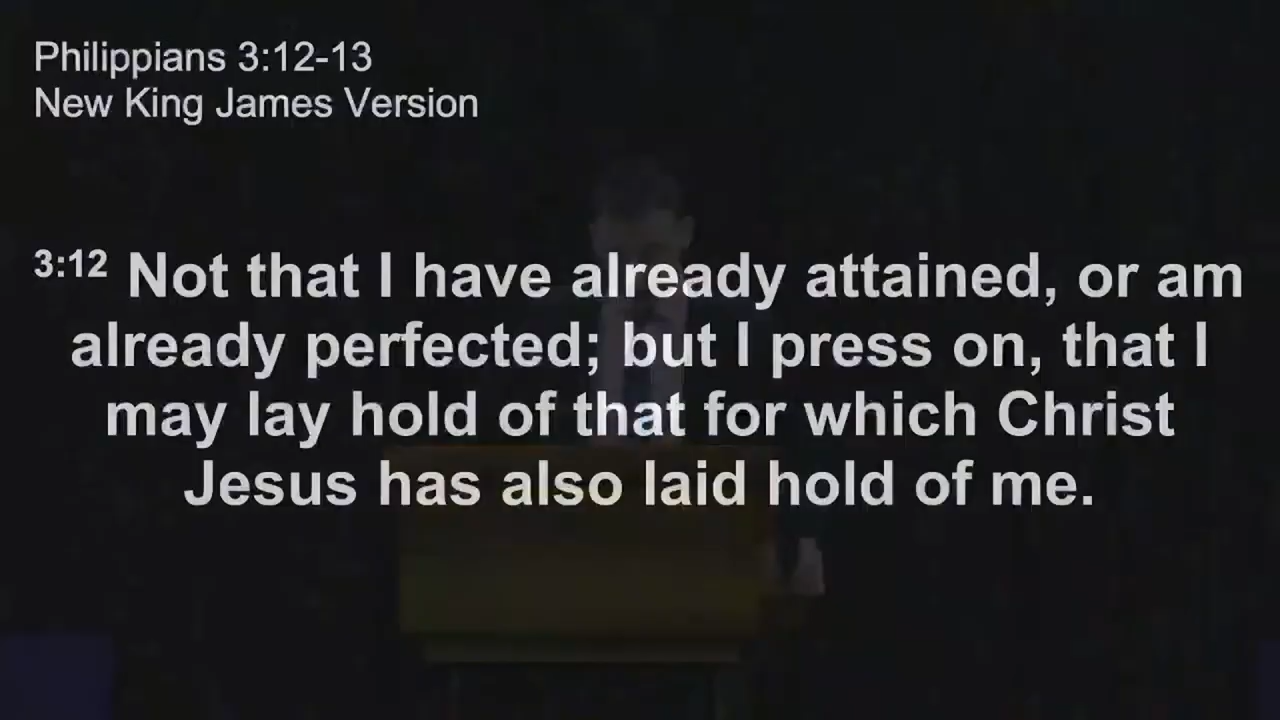 Philippians 3:12-13
New King James Version
3:12 Not that I have already attained, or am
already perfected; but I press on, that I
may lay hold of that for which Christ
Jesus has also laid hold of me.